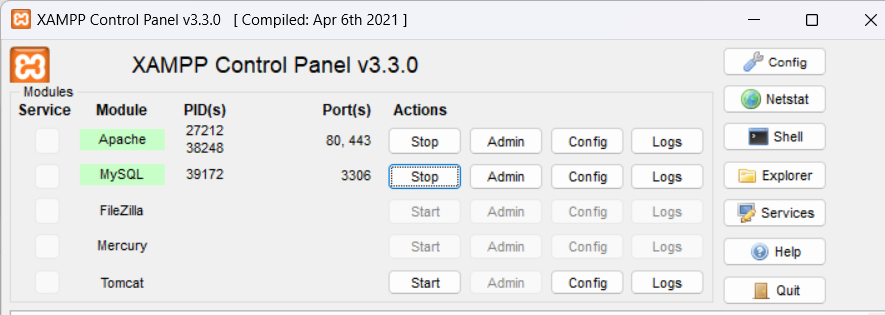 XAMPP Control Panel v3.3.0 [ Compiled: Apr 6th 2021 ]
XAMPP Control Panel v3.3.0
Config
Modules
Service Module PID(s) Port(s) Actions
Netstat
Apache 27212 38248 80, 443 Stop Admin Config Logs
Shell
MySQL 39172 3306 Stop Admin Config Logs
Explorer
FileZilla Start Admin Config Logs
Services
Mercury Start Admin Config Logs
Help
Tomcat Start Admin Config Logs
Quit